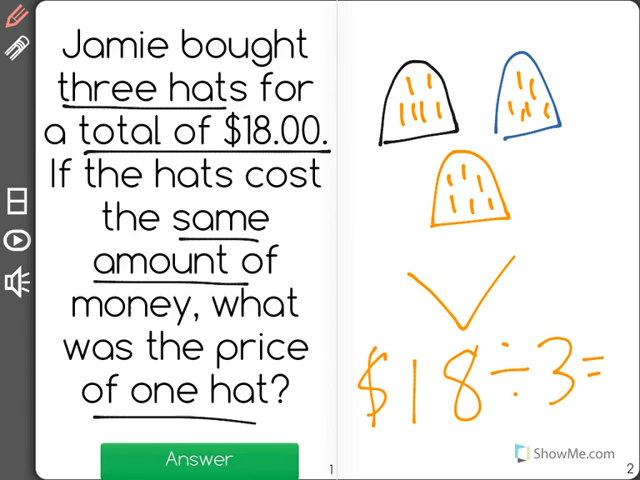 Jamie bought
three hats for
a total of $18.00.
If the hats cost
the same
amount of
money, what
was the price
of one hat?
Answer
1
$18÷3=
ShowMe.com
2